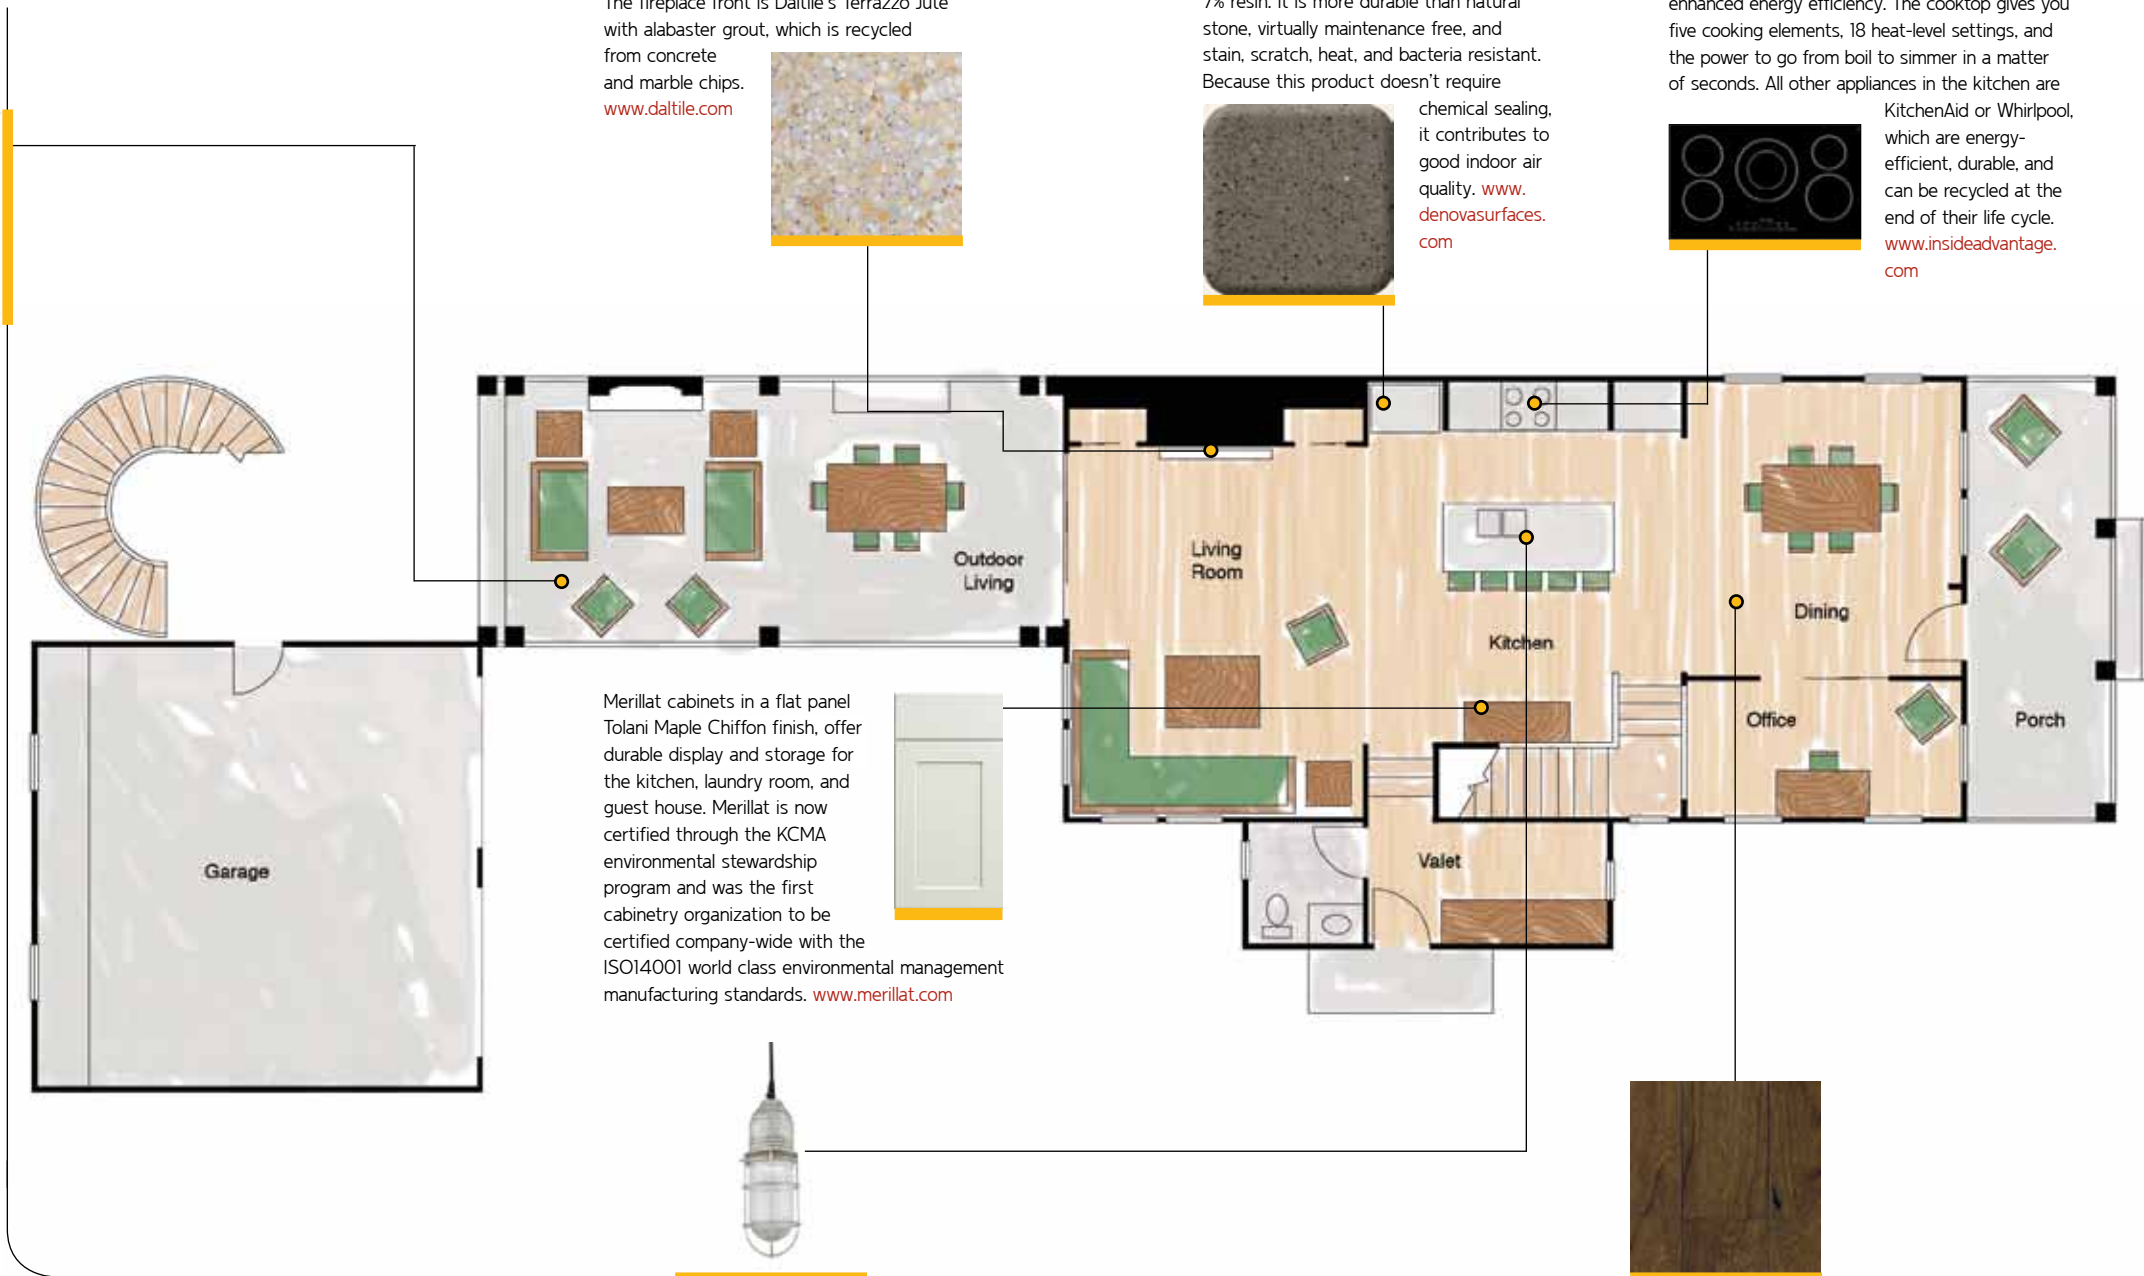 The fireplace front is Daltile's Terrazzo Jute
with alabaster grout, which is recycled
from concrete
and marble chips.
www.daltile.com
7% resin. It is more durable than natural
stone, virtually maintenance free, and
stain, scratch, heat, and bacteria resistant.
Because this product doesn't require
chemical sealing,
it contributes to
good indoor air
quality. www.
denovasurfaces.
com
enhanced energy efficiency. The cooktop gives you
five cooking elements, 18 heat-level settings, and
the power to go from boil to simmer in a matter
of seconds. All other appliances in the kitchen are
KitchenAid or Whirlpool,
which are energy-
efficient, durable, and
can be recycled at the
end of their life cycle.
www.insideadvantage.
com
Outdoor
Living
Living
Room
Kitchen
Dining
Office
Porch
Garage
Valet
Merillat cabinets in a flat panel
Tolani Maple Chiffon finish, offer
durable display and storage for
the kitchen, laundry room, and
guest house. Merillat is now
certified through the KCMA
environmental stewardship
program and was the first
cabinetry organization to be
certified company-wide with the
ISO14001 world class environmental management
manufacturing standards. www.merillat.com